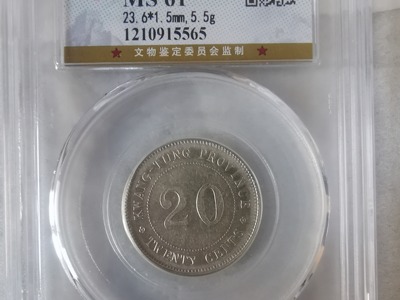 MS 61
23.6*1.5mm,5.5g
1210915565
★ 文物鉴定委员会监制 ★
KWANG-TUNG PROVINCE
20
TWENTY CENTS